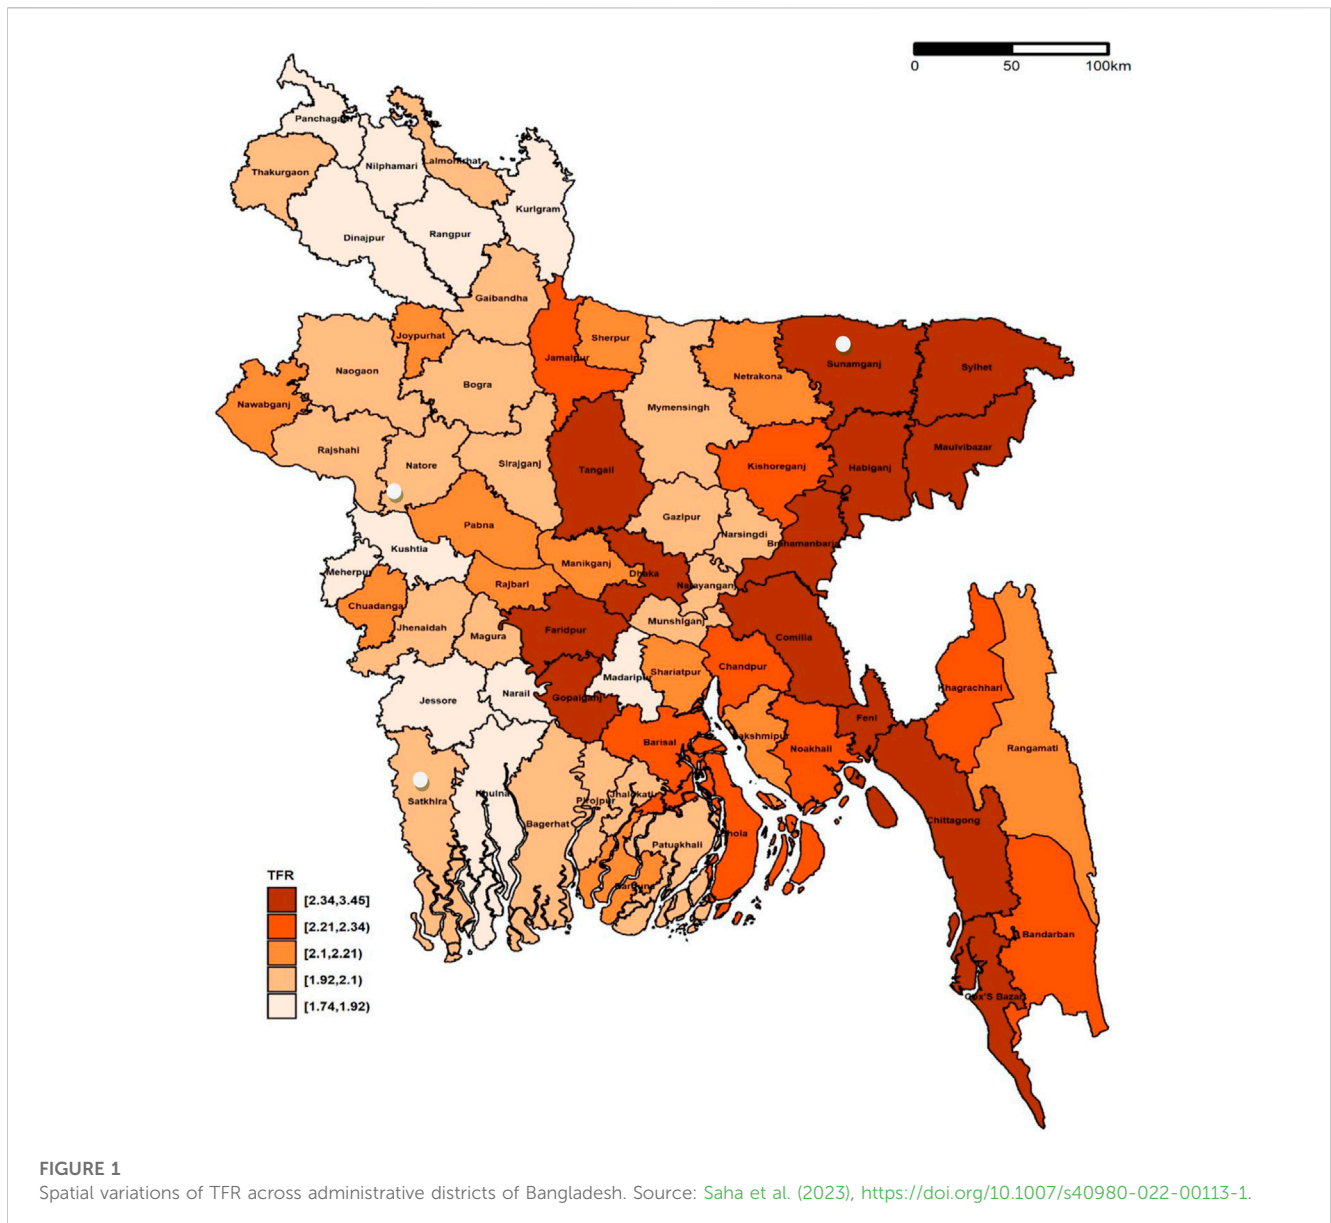 0 50 100km
Panchagarh
Nilphamari
Lalmonirhat
Thakurgaon
Kurigram
Rangpur
Dinajpur
Gaibandha
Joypurhat
Sherpur
Jamalpur
Sunamganj
Sylhet
Naogaon
Netrakona
Bogra
Nawabganj
Mymensingh
Rajshahi
Maulvibazar
Natore
Sirajganj
Tangail
Kishoreganj
Habiganj
Gazipur
Pabna
Narsingdi
Brahamanbaria
Kushtia
Manikganj
Meherpur
Dhaka
Rajbari
Narayanganj
Chuadanga
Munshiganj
Jhenaidah
Magura
Faridpur
Comilla
Chandpur
Shariatpur
Madaripur
Khagrachhari
Narail
Gopalganj
Jessore
Feni
Lakshmipur
Barisal
Noakhali
Rangamati
Khulna
Jhalokati
Pirojpur
Satkhira
Chittagong
Bagerhat
Bhola
Patuakhali
Barguna
Bandarban
Cox'S Bazar
TFR
[2.34,3.45]
[2.21,2.34)
[2.1,2.21)
[1.92,2.1)
[1.74,1.92)
FIGURE 1
Spatial variations of TFR across administrative districts of Bangladesh. Source: Saha et al. (2023), https://doi.org/10.1007/s40980-022-00113-1.